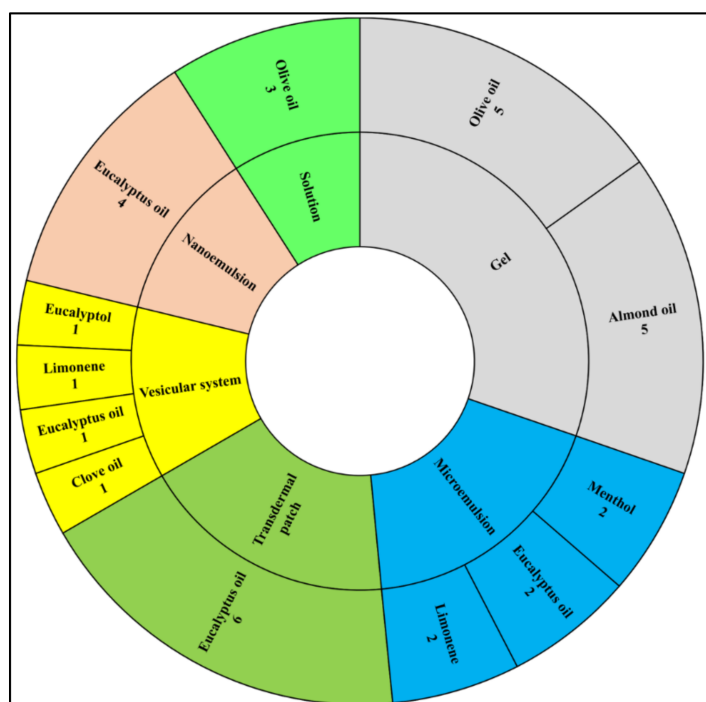 Olive oil
5
Almond oil
5
Gel
Menthol
2
Eucalyptus oil
2
Limonene
2
Microemulsion
Eucalyptus oil
6
Transdermal
patch
Clove oil
1
Eucalyptus oil
1
Limonene
1
Eucalyptol
1
Vesicular system
Eucalyptus oil
4
Nanoemulsion
Olive oil
3
Solution